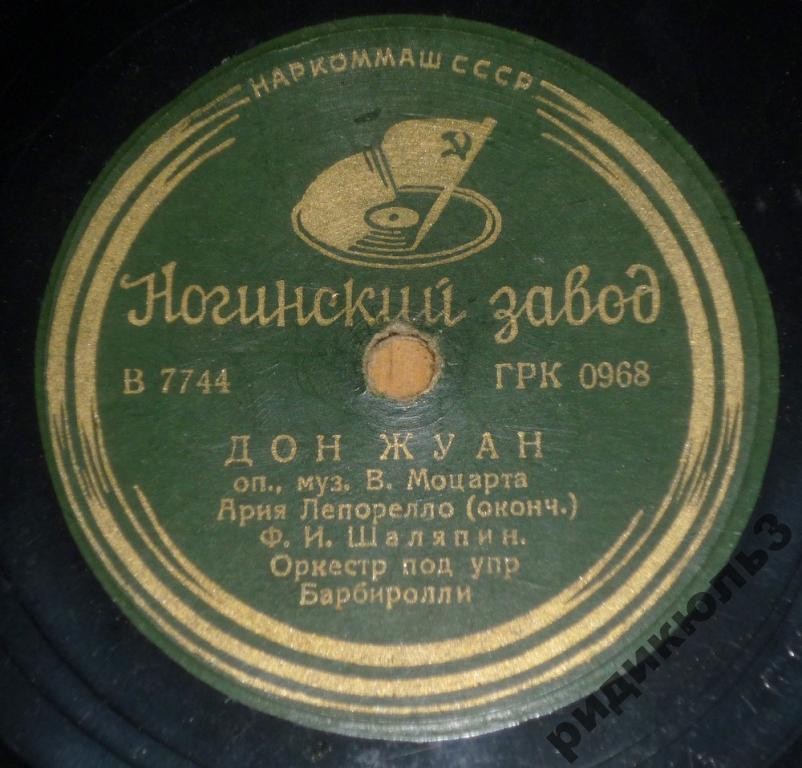 НАРКОММАШ СССР
Ногинский завод
В 7744 ГРК 0968
ДОН ЖУАН
оп., муз. В. Моцарта
Ария Лепорелло (оконч.)
Ф. И. Шаляпин.
Оркестр под упр
Барбиролли
ридикюль3